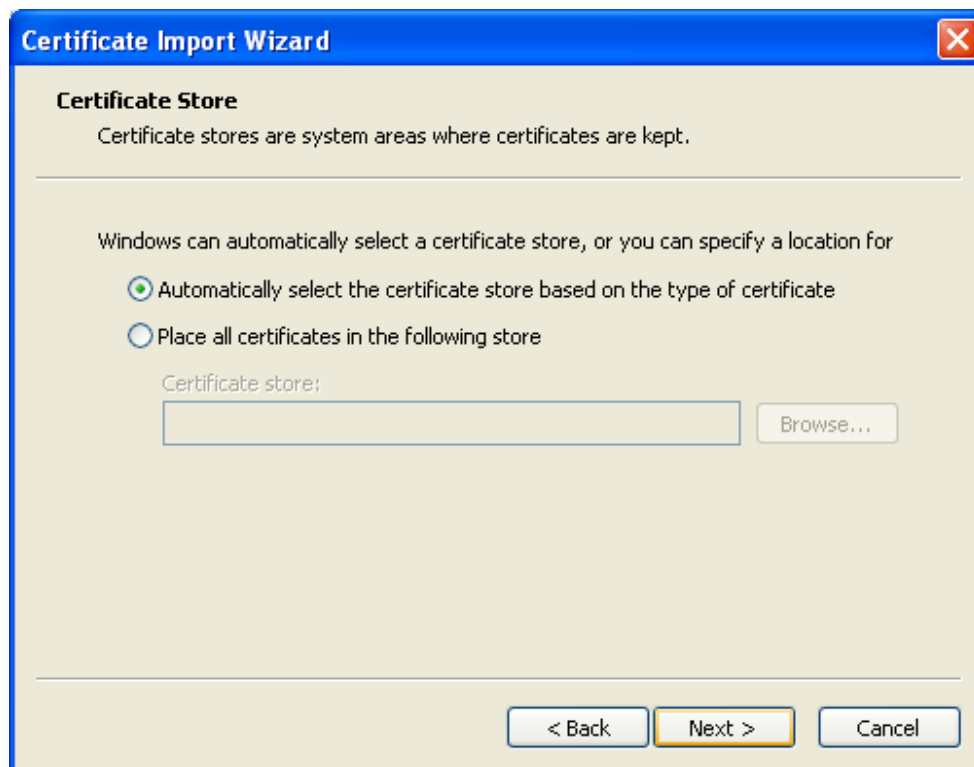 Certificate Import Wizard
Certificate Store
Certificate stores are system areas where certificates are kept.
Windows can automatically select a certificate store, or you can specify a location for
Automatically select the certificate store based on the type of certificate
Place all certificates in the following store
Certificate store:
Browse...
< Back Next > Cancel